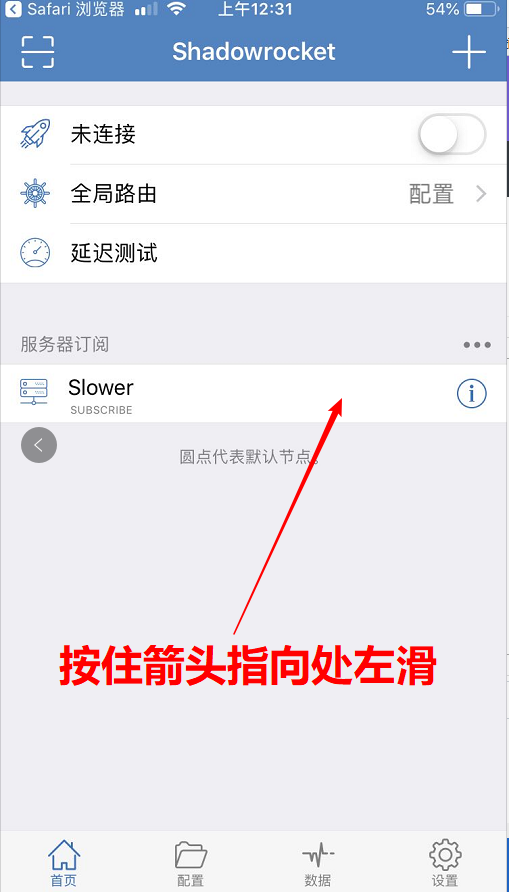 Safari 浏览器 上午12:31 54%
Shadowrocket
未连接
全局路由 配置
延迟测试
服务器订阅
Slower
SUBSCRIBE
圆点代表默认节点。
按住箭头指向处左滑
首页 配置 数据 设置